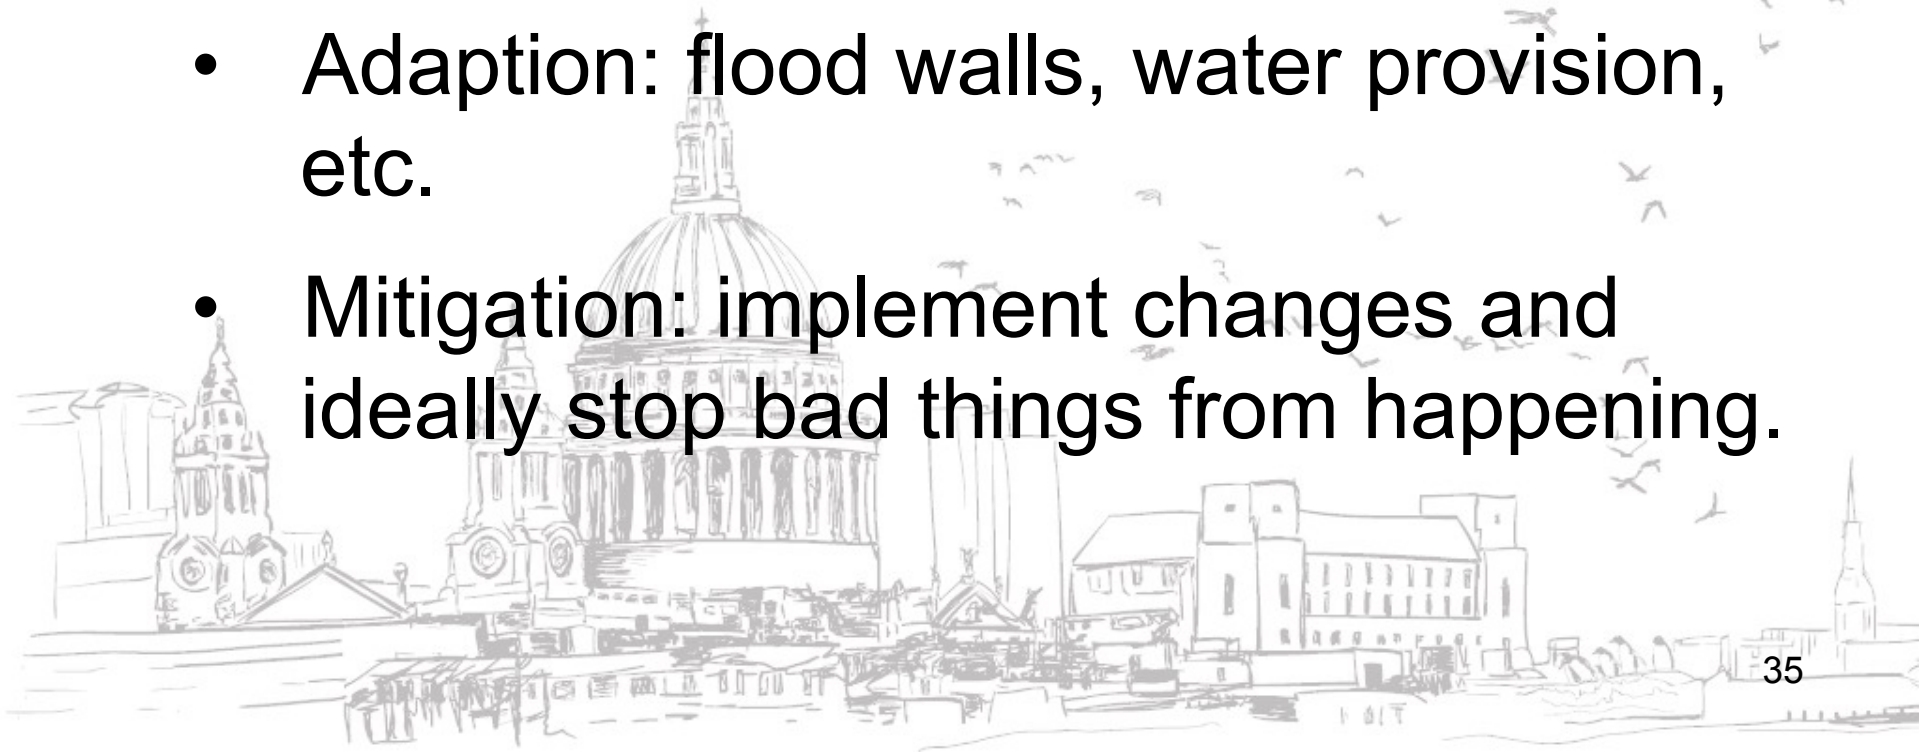 • Adaption: flood walls, water provision,
etc.
• Mitigation: implement changes and
ideally stop bad things from happening.
35